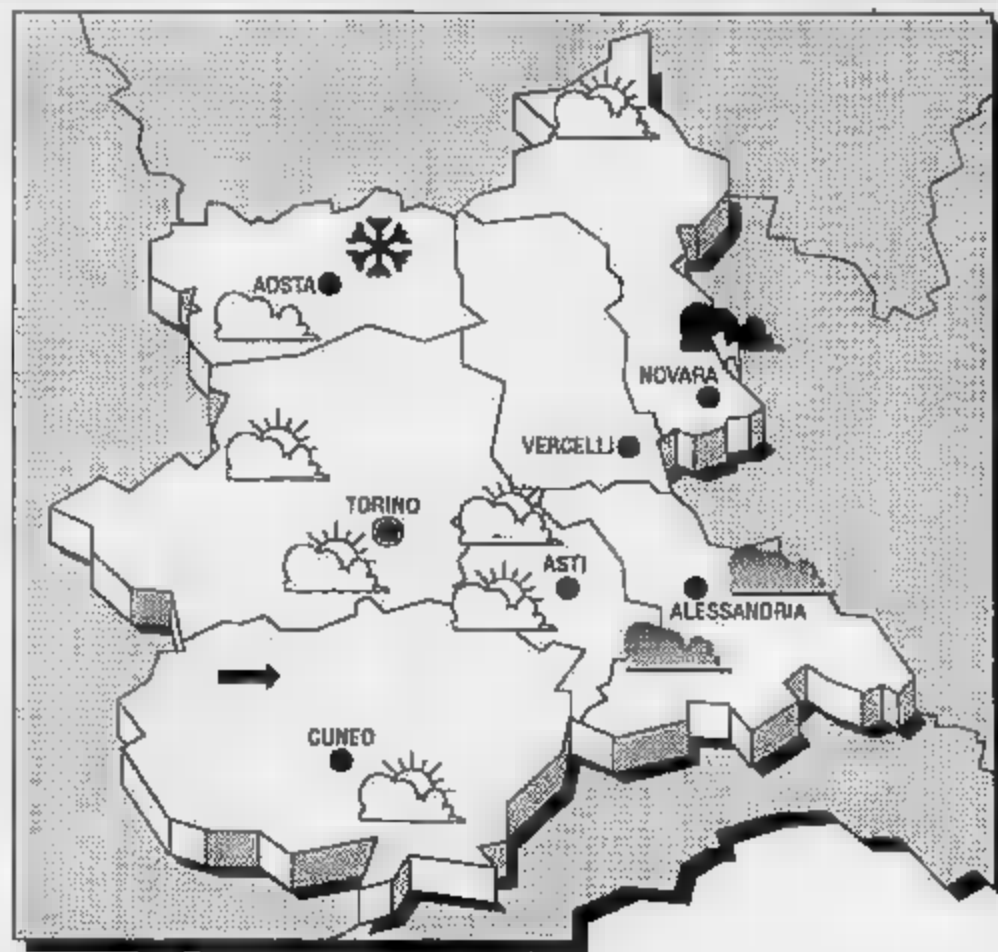 AOSTA
NOVARA
VERCELLI
TORINO
ASTI
ALESSANDRIA
CUNEO